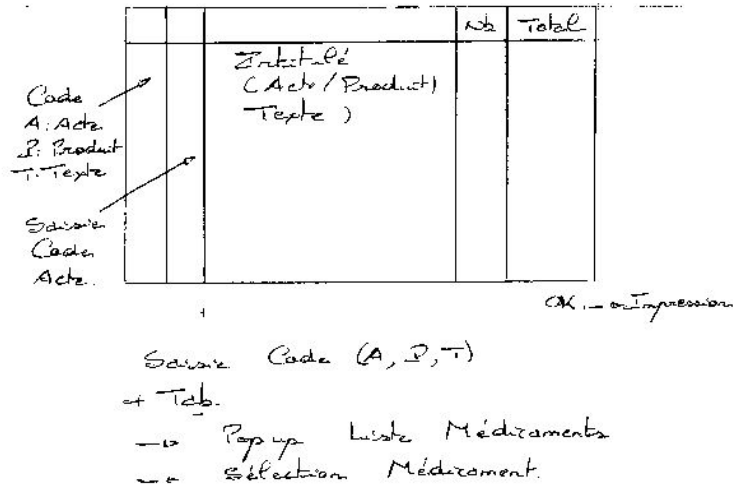 Nb Total
Intitulé
(Acte/Produit/
Texte)
Code
A: Acte
P: Produit
T: Texte
Saisie
Code
Acte
OK → Impression
Saisie Code (A, P, T)
+ Tab.
→ Pop up Liste Médicaments
→ Sélection Médicament.